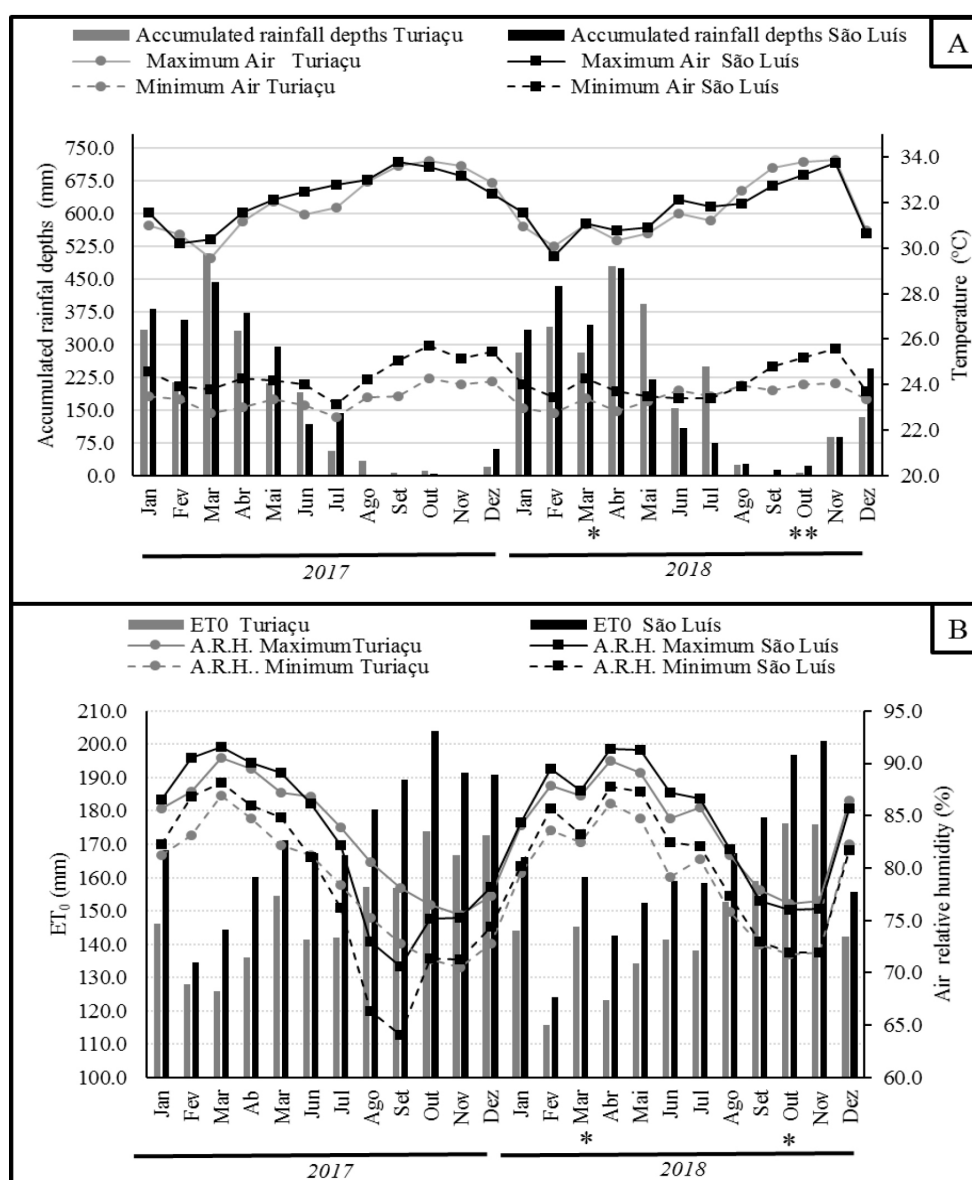 Accumulated rainfall depths Turiaçu
Accumulated rainfall depths São Luís
A
Maximum Air Turiaçu
Maximum Air São Luís
Minimum Air Turiaçu
Minimum Air São Luís
Accumulated rainfal depths (mm)
750.0
675.0
600.0
525.0
450.0
375.0
300.0
225.0
150.0
75.0
0.0
34.0
32.0
30.0
28.0
26.0
24.0
22.0
20.0
Temperature (°C)
Jan Fev Mar Abr Mai Jun Jul Ago Set Out Nov Dez Jan Fev Mar Abr Mai Jun Jul Ago Set Out Nov Dez
* **
2017 2018
ET0 Turiaçu
ET0 São Luís
B
A.R.H. MaximumTuriaçu
A.R.H. Maximum São Luís
A.R.H.. Minimum Turiaçu
A.R.H. Minimum São Luís
ET0 (mm)
210.0
200.0
190.0
180.0
170.0
160.0
150.0
140.0
130.0
120.0
110.0
100.0
95.0
90.0
85.0
80.0
75.0
70.0
65.0
60.0
Air relative humidity (%)
Jan Fev Mar Ab Mar Jun Jul Ago Set Out Nov Dez Jan Fev Mar Abr Mai Jun Jul Ago Set Out Nov Dez
* *
2017 2018